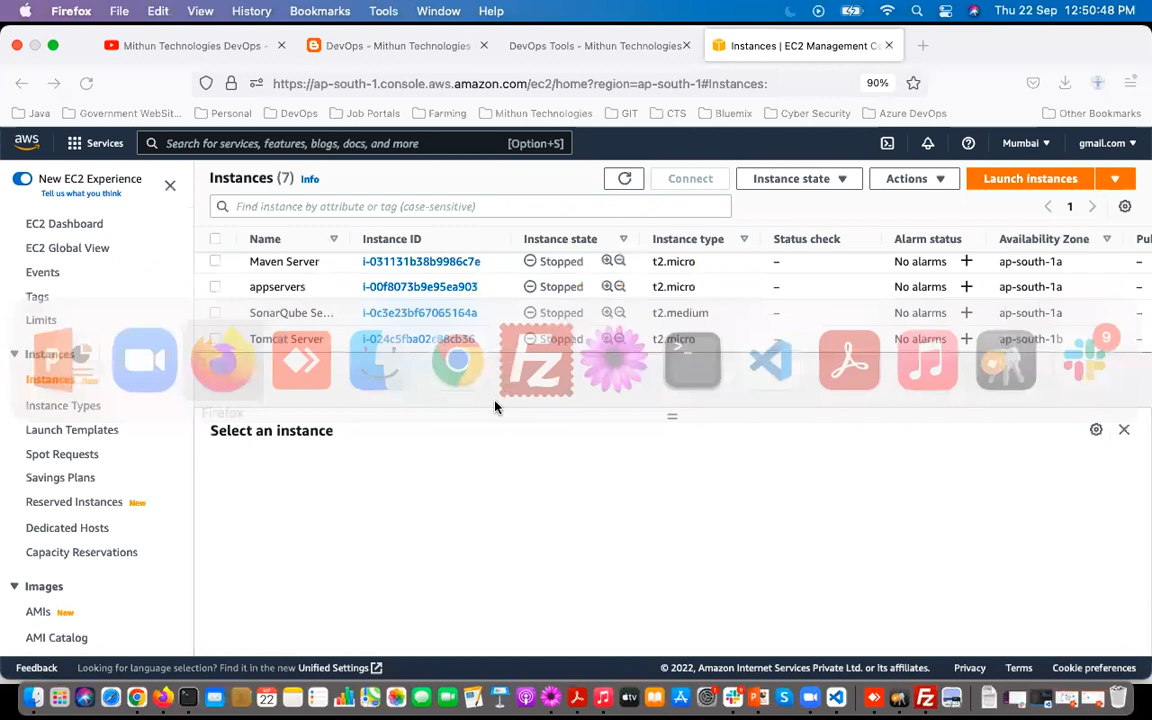 Firefox File Edit View History Bookmarks Tools Window Help Thu 22 Sep 12:50:48 PM
Mithun Technologies DevOps - DevOps - Mithun Technologies DevOps Tools - Mithun Technologies Instances | EC2 Management Co
https://ap-south-1.console.aws.amazon.com/ec2/home?region=ap-south-1#Instances: 90%
Java Government WebSit... Personal DevOps Job Portals Farming Mithun Technologies GIT CTS Bluemix Cyber Security Azure DevOps Other Bookmarks
aws Services Search for services, features, blogs, docs, and more [Option+S] Mumbai gmail.com
New EC2 Experience
Tell us what you think
EC2 Dashboard
EC2 Global View
Events
Tags
Limits
Instances
Instances New
Instance Types
Launch Templates
Spot Requests
Savings Plans
Reserved Instances New
Dedicated Hosts
Capacity Reservations
Images
AMIs New
AMI Catalog
Instances (7) Info Connect Instance state Actions Launch instances
Find instance by attribute or tag (case-sensitive) 1
Name Instance ID Instance state Instance type Status check Alarm status Availability Zone Pu
Maven Server i-031131b38b9986c7e Stopped t2.micro – No alarms + ap-south-1a –
appservers i-00f8073b9e95ea903 Stopped t2.micro – No alarms + ap-south-1a –
SonarQube Se... i-0c3e23bf67065164a Stopped t2.medium – No alarms + ap-south-1a –
Tomcat Server i-024c5fba02c88cb36 Stopped t2.micro – No alarms + ap-south-1b –
9
Firefox
Select an instance
Feedback Looking for language selection? Find it in the new Unified Settings © 2022, Amazon Internet Services Private Ltd. or its affiliates. Privacy Terms Cookie preferences